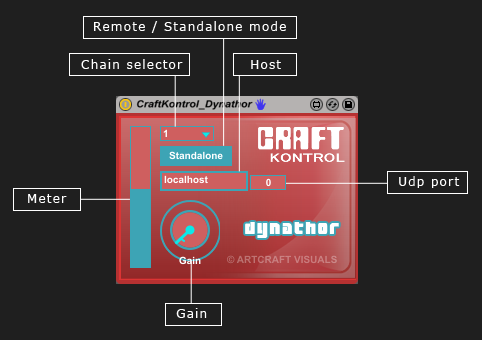 Remote / Standalone mode
Chain selector
Host
CraftKontrol_Dynathor
1
CRAFT
KONTROL
Standalone
localhost
0
Udp port
Meter
dynathor
Gain
© ARTCRAFT VISUALS
Gain